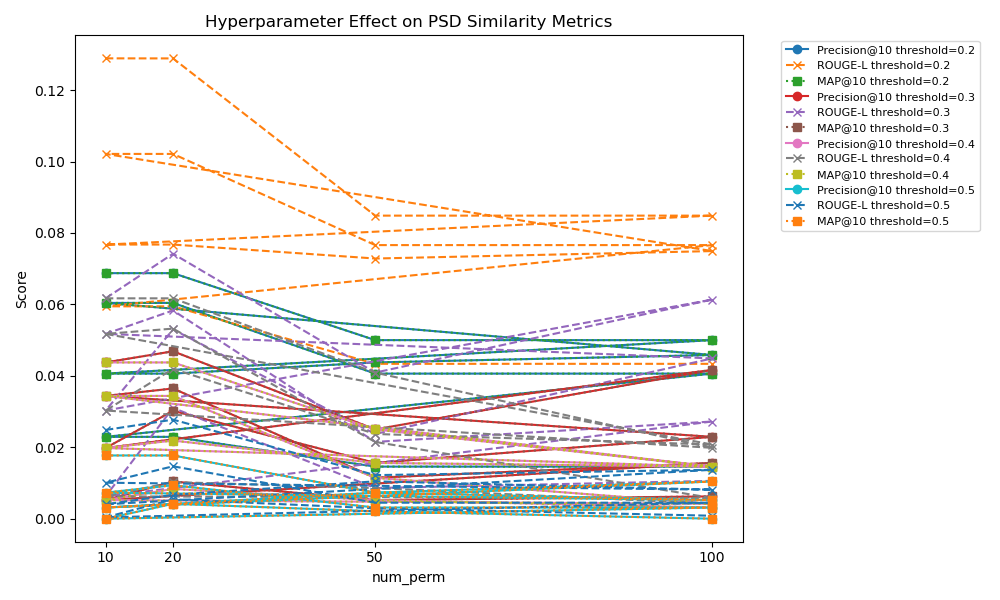 Hyperparameter Effect on PSD Similarity Metrics
0.12
0.10
0.08
0.06
0.04
0.02
0.00
Score
10
20
50
100
num_perm
Precision@10 threshold=0.2
ROUGE-L threshold=0.2
MAP@10 threshold=0.2
Precision@10 threshold=0.3
ROUGE-L threshold=0.3
MAP@10 threshold=0.3
Precision@10 threshold=0.4
ROUGE-L threshold=0.4
MAP@10 threshold=0.4
Precision@10 threshold=0.5
ROUGE-L threshold=0.5
MAP@10 threshold=0.5